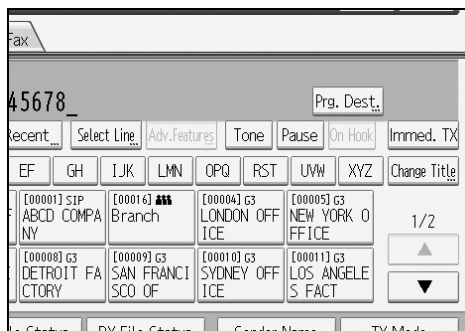 Fax
45678_
Prg. Dest.
Recent Select Line Adv.Features Tone Pause On Hook Immed. TX
EF GH IJK LMN OPQ RST UVW XYZ Change Title
[00001] SIP
ABCD COMPA
NY
[00016]
Branch
[00004] G3
LONDON OFF
ICE
[00005] G3
NEW YORK O
FFICE
1/2
[00008] G3
DETROIT FA
CTORY
[00009] G3
SAN FRANCI
SCO OF
[00010] G3
SYDNEY OFF
ICE
[00011] G3
LOS ANGELE
S FACT
Status RX File Status Sender Name TX Mode